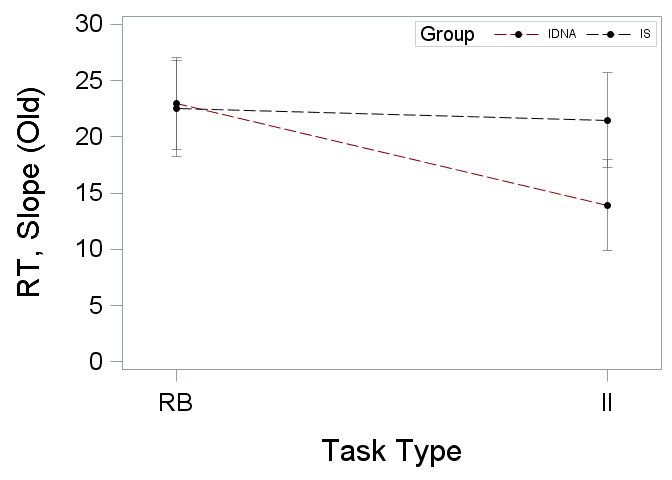 Group IDNA IS
RT, Slope (Old)
30
25
20
15
10
5
0
RB II
Task Type